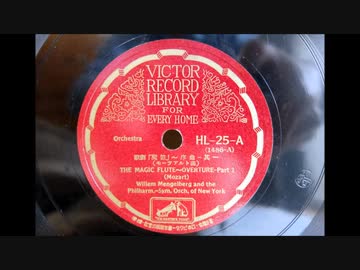 VICTOR
RECORD
LIBRARY
FOR
EVERY HOME
Orchestra
HL-25-A
(1486-A)
歌劇「魔笛」～序曲—其一
(モーツアルト曲)
THE MAGIC FLUTE—OVERTURE-Part 1
(Mozart)
Willem Mengelberg and the
Philharm.-Sym. Orch. of New York